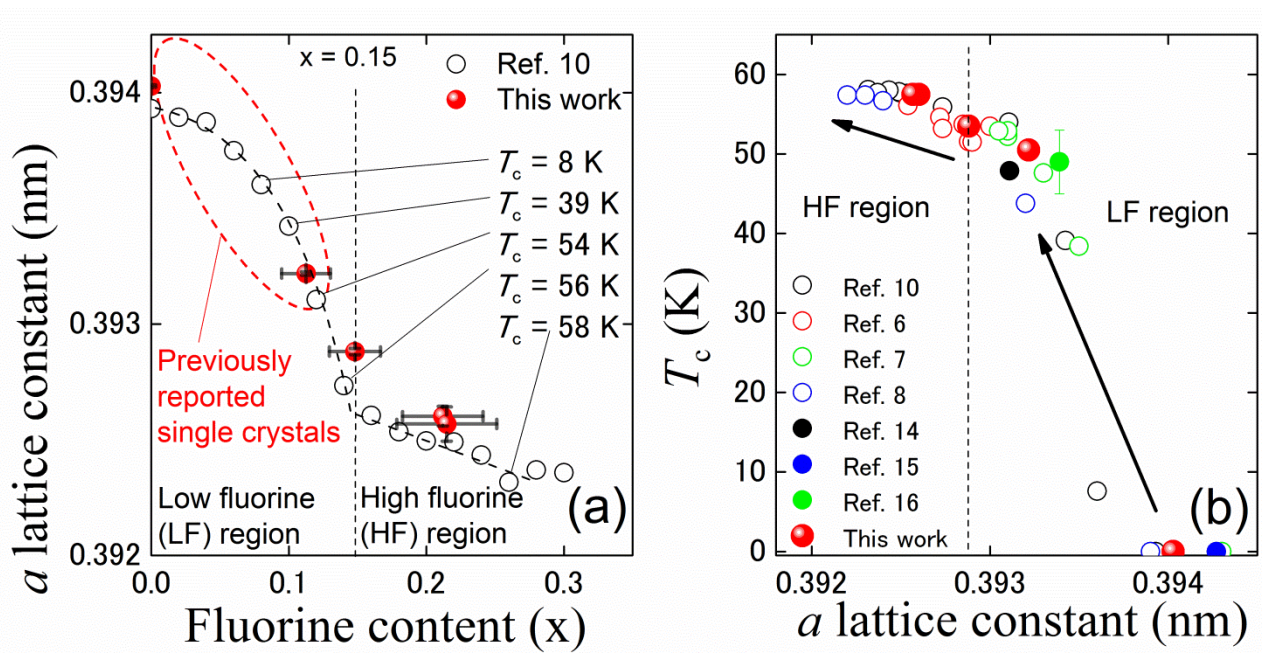 x = 0.15
Ref. 10
This work
0.394
0.393
0.392
a lattice constant (nm)
Tc = 8 K
Tc = 39 K
Tc = 54 K
Tc = 56 K
Tc = 58 K
Previously
reported
single crystals
Low fluorine
(LF) region
High fluorine
(HF) region
(a)
0.0 0.1 0.2 0.3
Fluorine content (x)
60
50
40
30
20
10
0
Tc (K)
HF region
LF region
Ref. 10
Ref. 6
Ref. 7
Ref. 8
Ref. 14
Ref. 15
Ref. 16
This work
(b)
0.392 0.393 0.394
a lattice constant (nm)